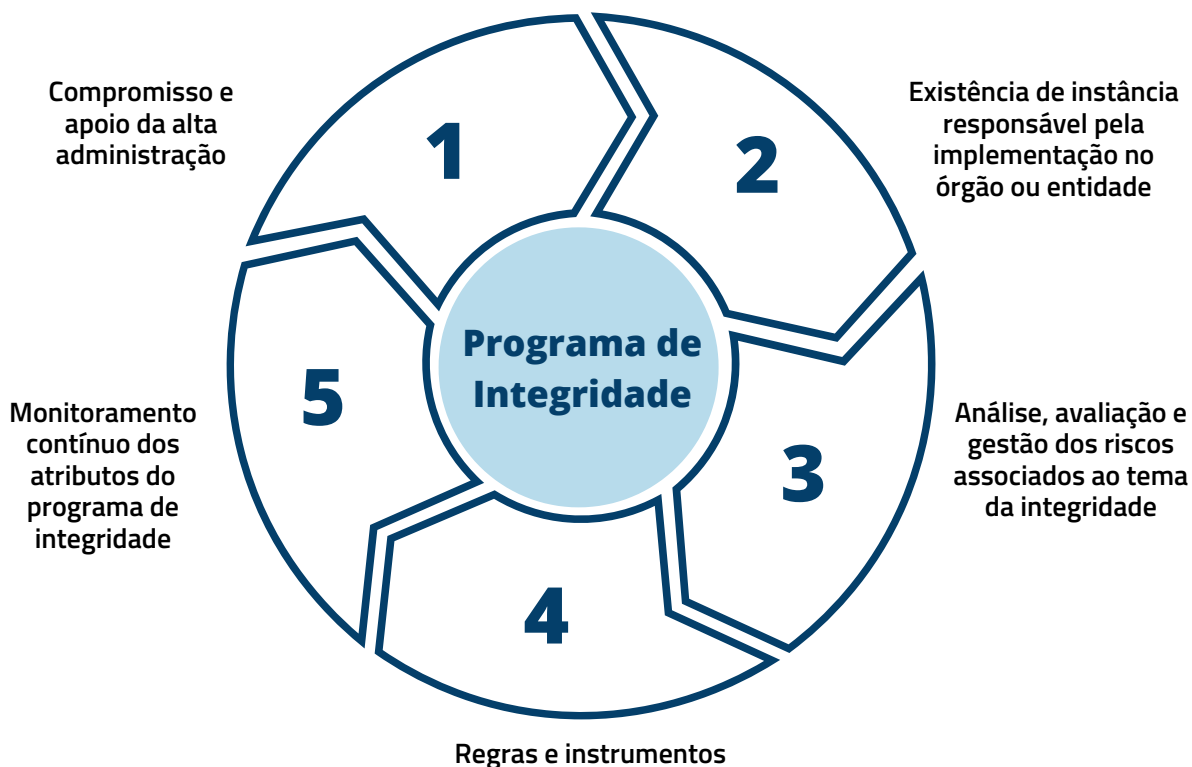 Compromisso e
apoio da alta
administração
1
2
Existência de instância
responsável pela
implementação no
órgão ou entidade
Programa de
Integridade
5
Monitoramento
contínuo dos
atributos do
programa de
integridade
3
Análise, avaliação e
gestão dos riscos
associados ao tema
da integridade
4
Regras e instrumentos